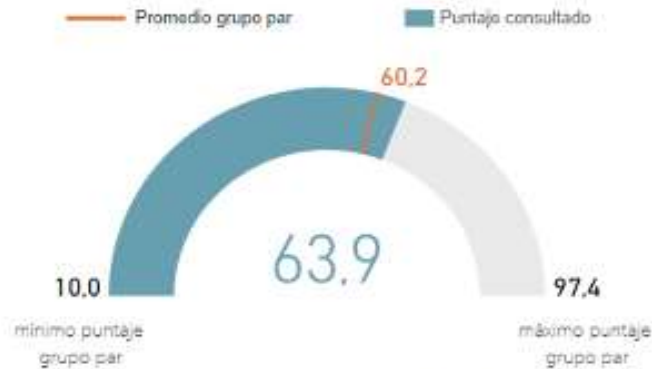 Promedio grupo par
Puntaje consultado
60,2
63,9
10,0
97,4
mínimo puntaje
grupo par
máximo puntaje
grupo par